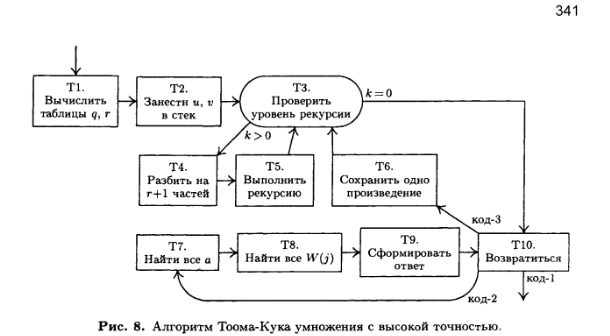 341
T1.
Вычислить
таблицы q, r
T2.
Занести u, v
в стек
T3.
Проверить
уровень рекурсии
k = 0
k > 0
T4.
Разбить на
r+1 частей
T5.
Выполнить
рекурсию
T6.
Сохранить одно
произведение
код-3
T7.
Найти все a
T8.
Найти все W(j)
T9.
Сформировать
ответ
T10.
Возвратиться
код-1
код-2
Рис. 8. Алгоритм Тоома-Кука умножения с высокой точностью.